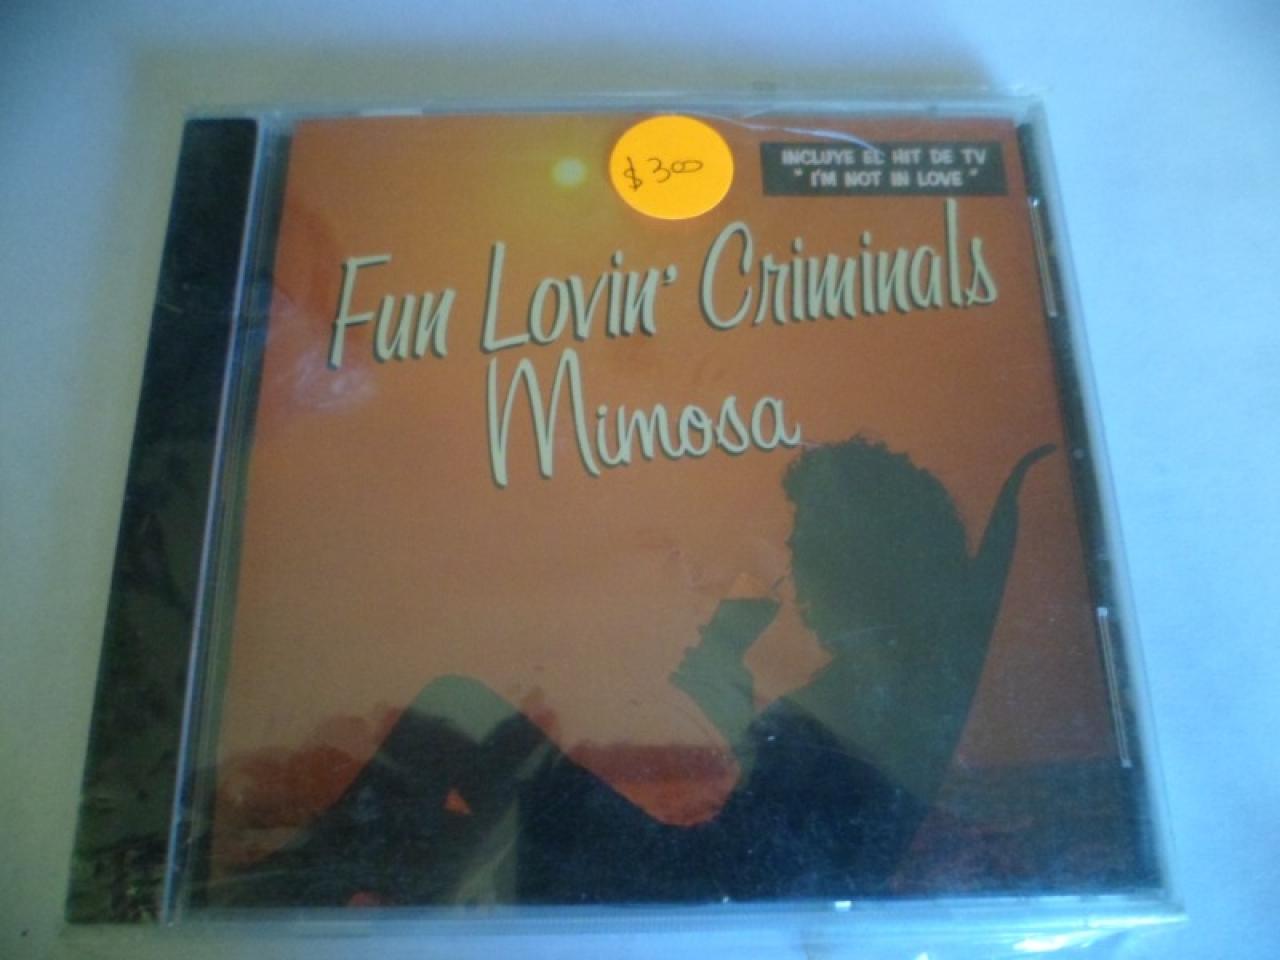 $300
INCLUYE EL HIT DE TV
" I'M NOT IN LOVE "
Fun Lovin' Criminals
Mimosa